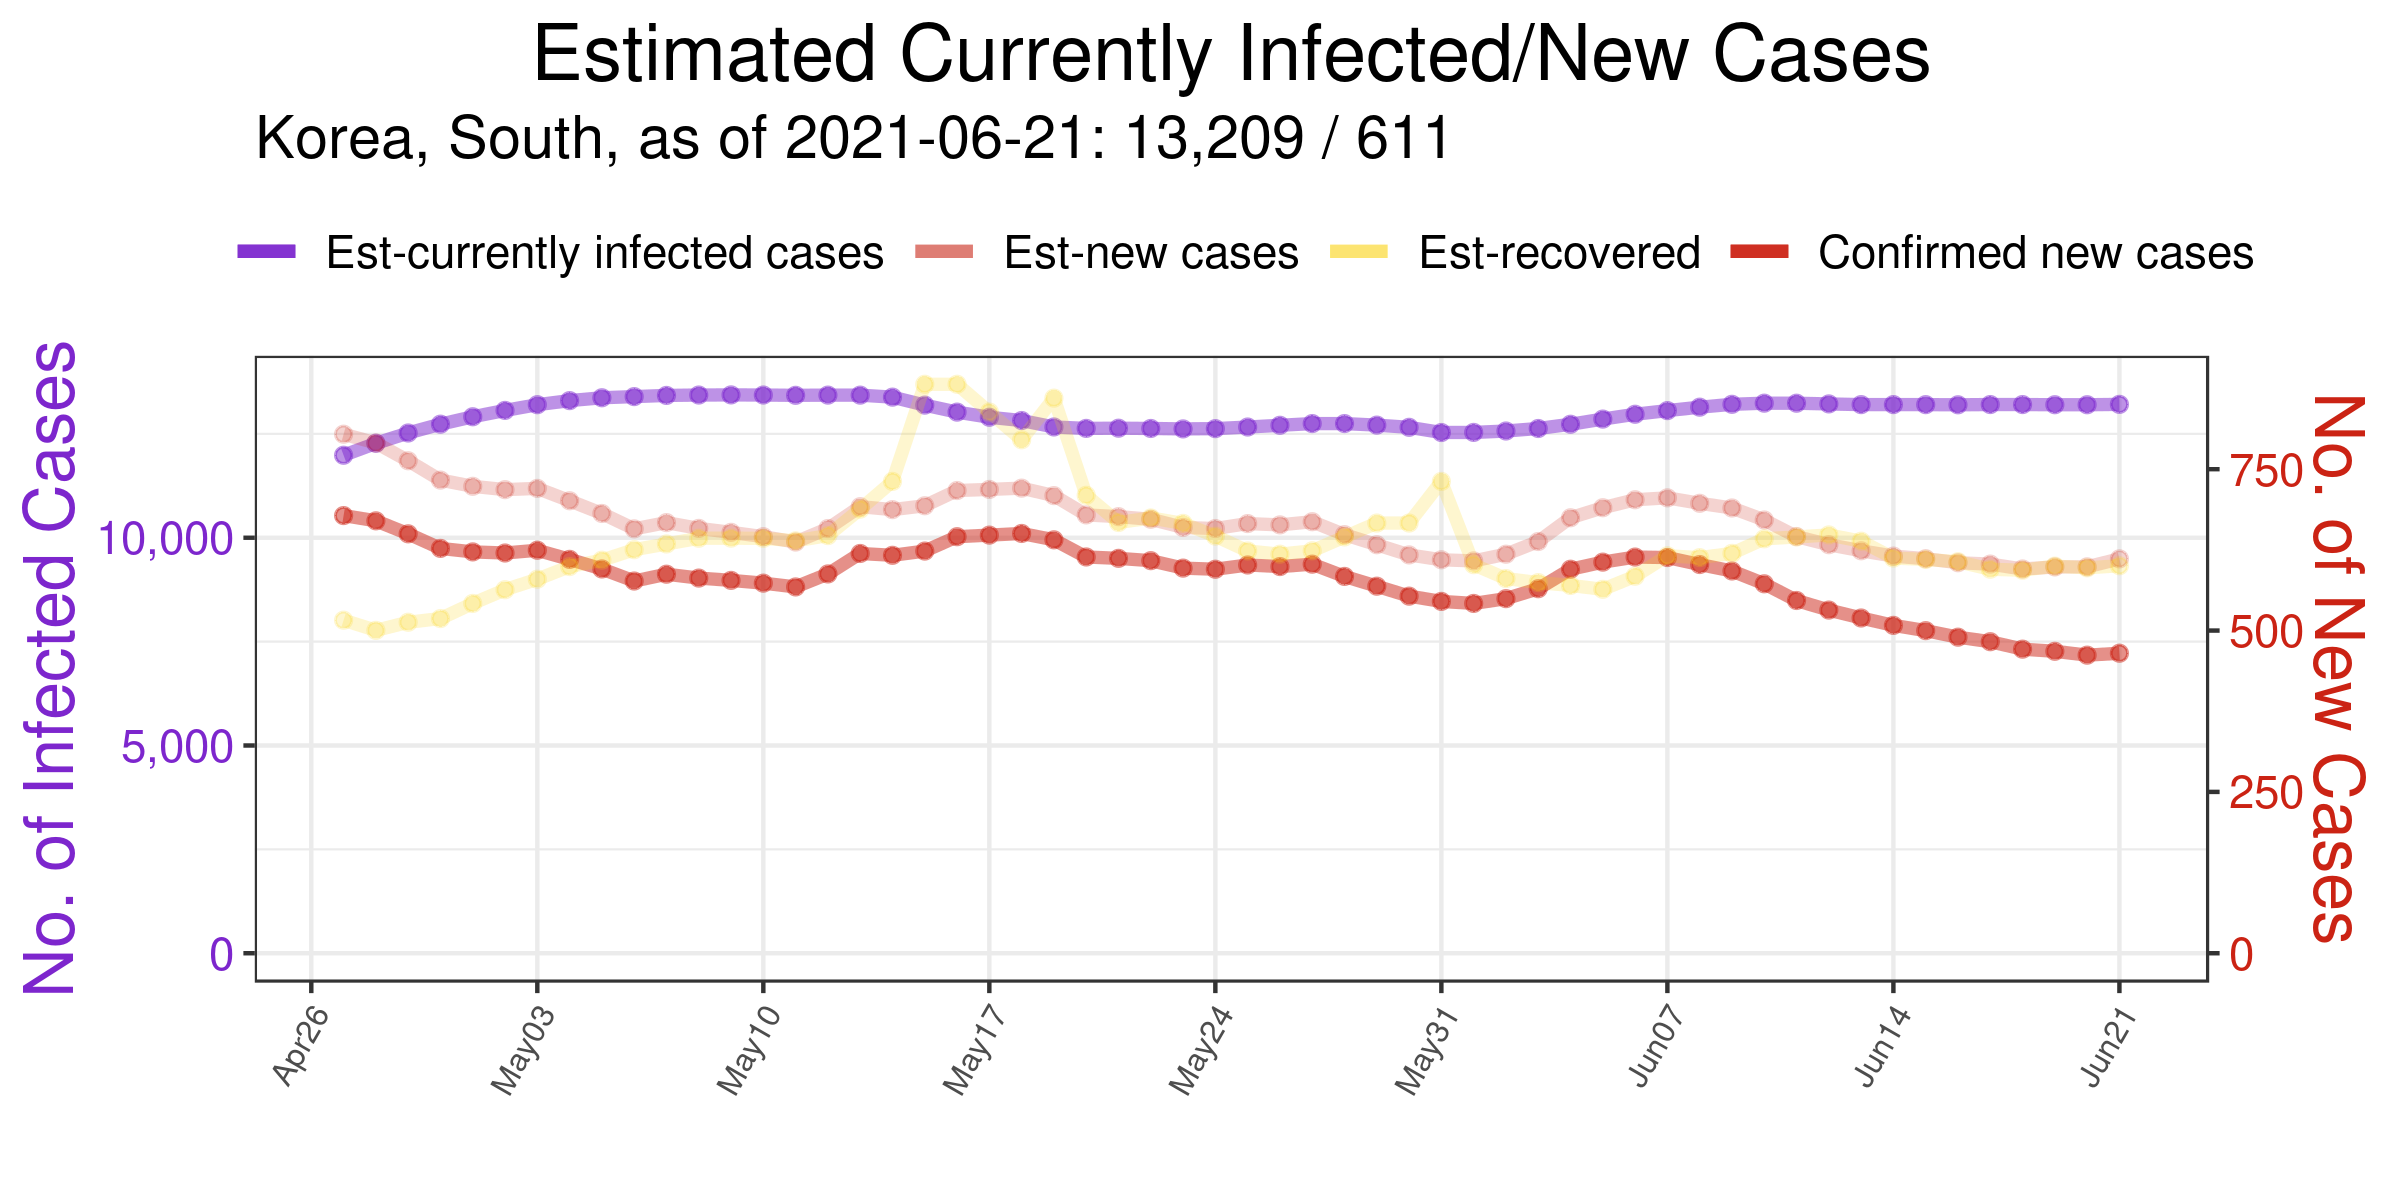 Estimated Currently Infected/New Cases
Korea, South, as of 2021-06-21: 13,209 / 611
Est-currently infected cases
Est-new cases
Est-recovered
Confirmed new cases
No. of Infected Cases
10,000
5,000
0
No. of New Cases
750
500
250
0
Apr26
May03
May10
May17
May24
May31
Jun07
Jun14
Jun21